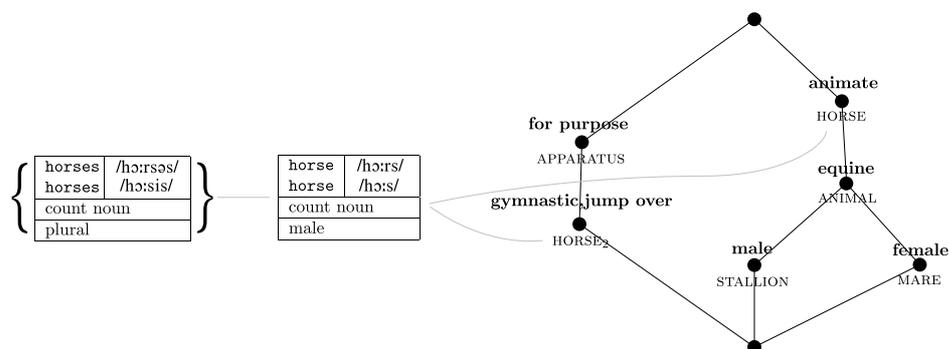 horses /hɔːrsəs/
horses /hɔːsis/
count noun
plural
horse /hɔːrs/
horse /hɔːs/
count noun
male
for purpose
APPARATUS
gymnastic,jump over
HORSE₂
animate
HORSE
equine
ANIMAL
male
STALLION
female
MARE